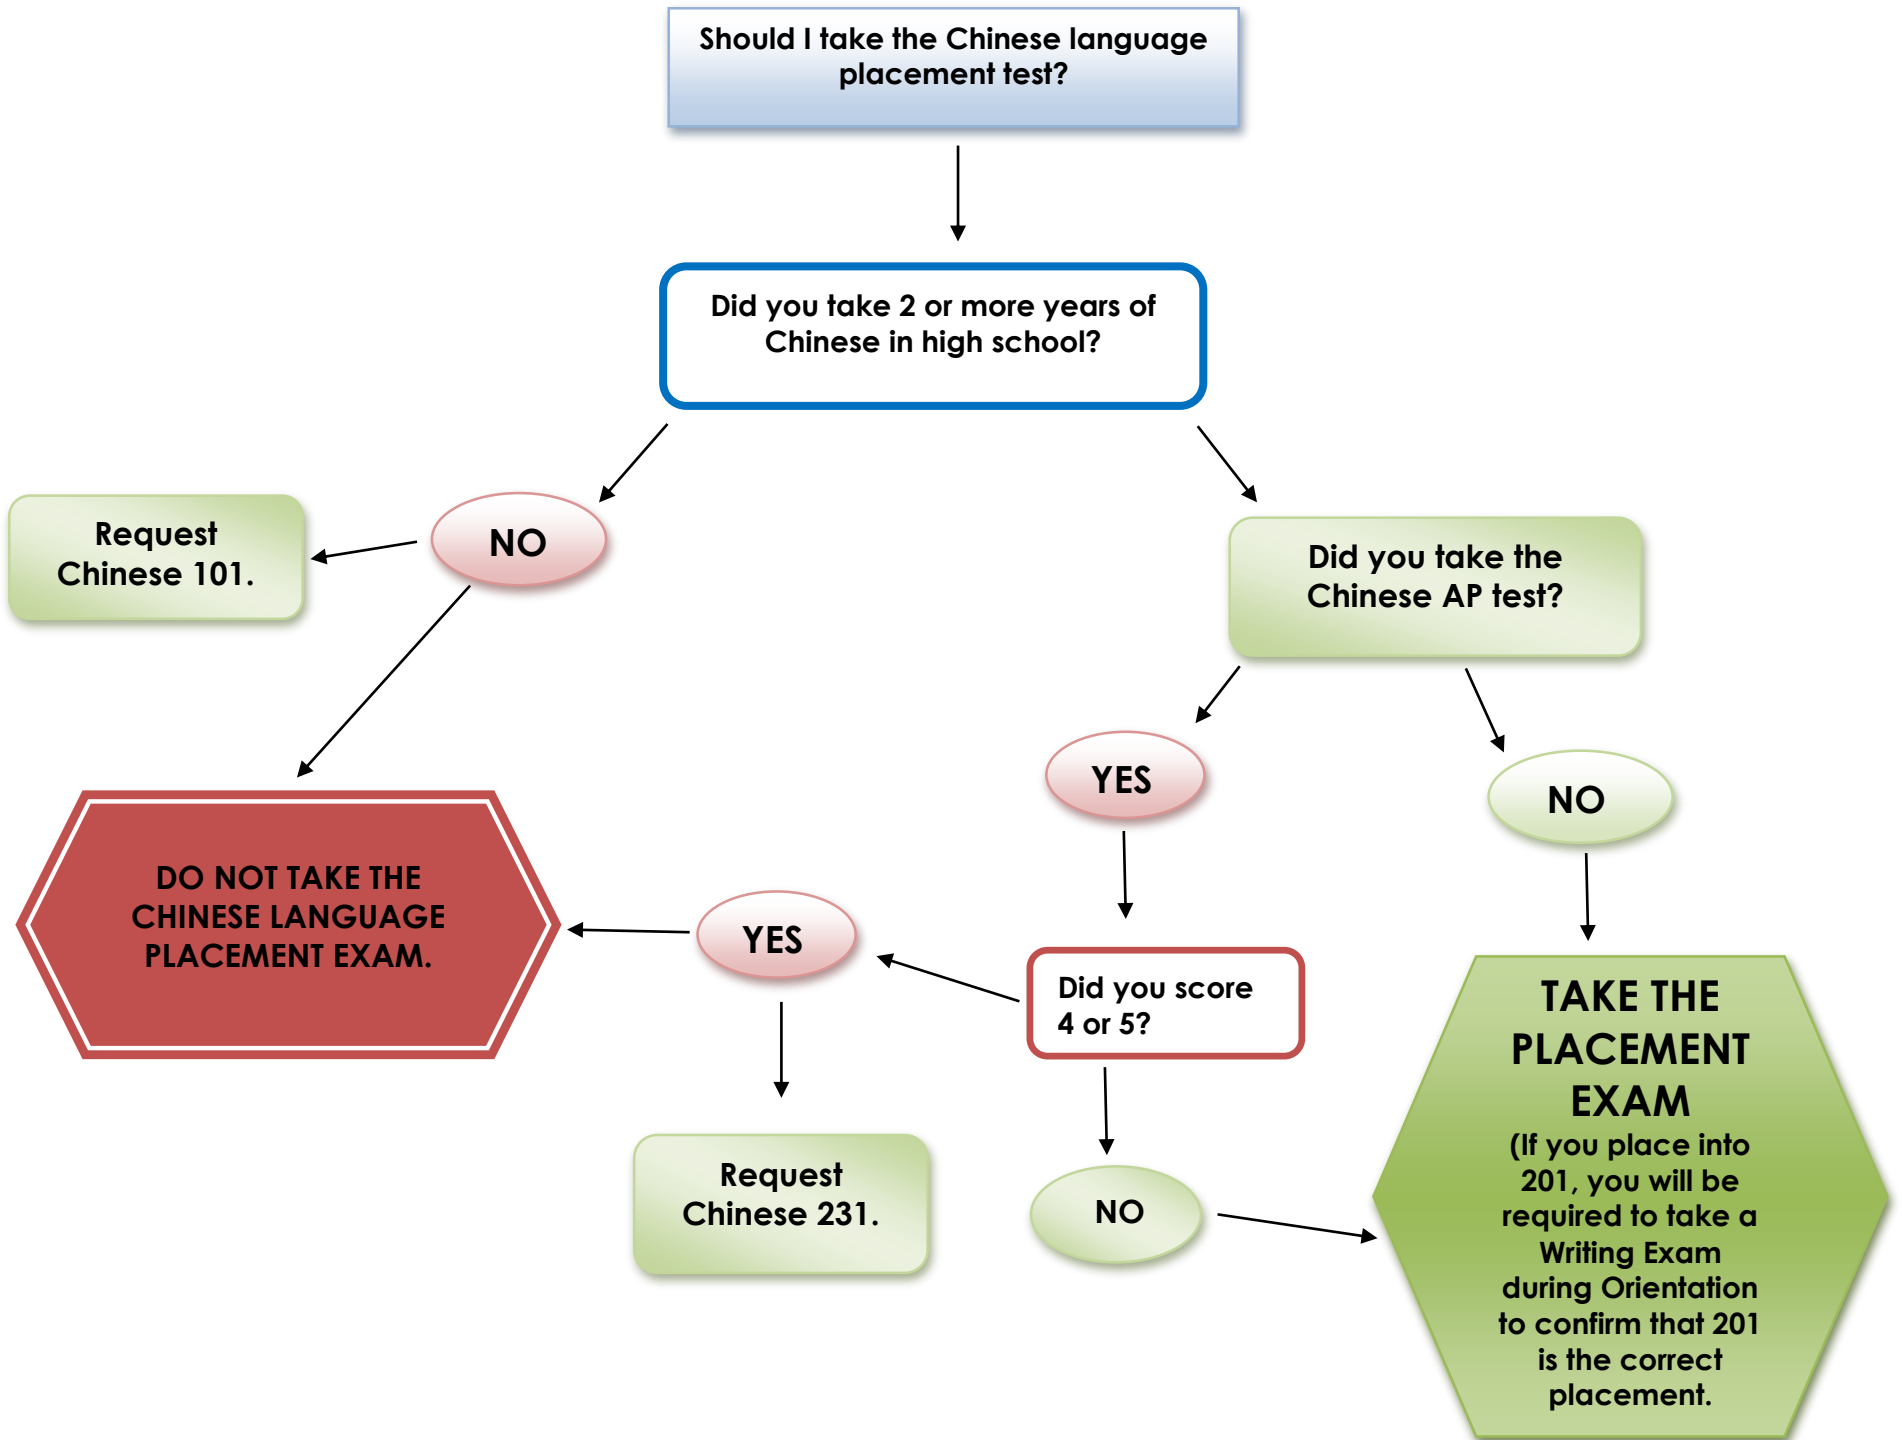 Should I take the Chinese language
placement test?
Did you take 2 or more years of
Chinese in high school?
NO
Request
Chinese 101.
Did you take the
Chinese AP test?
YES
NO
DO NOT TAKE THE
CHINESE LANGUAGE
PLACEMENT EXAM.
YES
Did you score
4 or 5?
Request
Chinese 231.
NO
TAKE THE
PLACEMENT
EXAM
(If you place into
201, you will be
required to take a
Writing Exam
during Orientation
to confirm that 201
is the correct
placement.